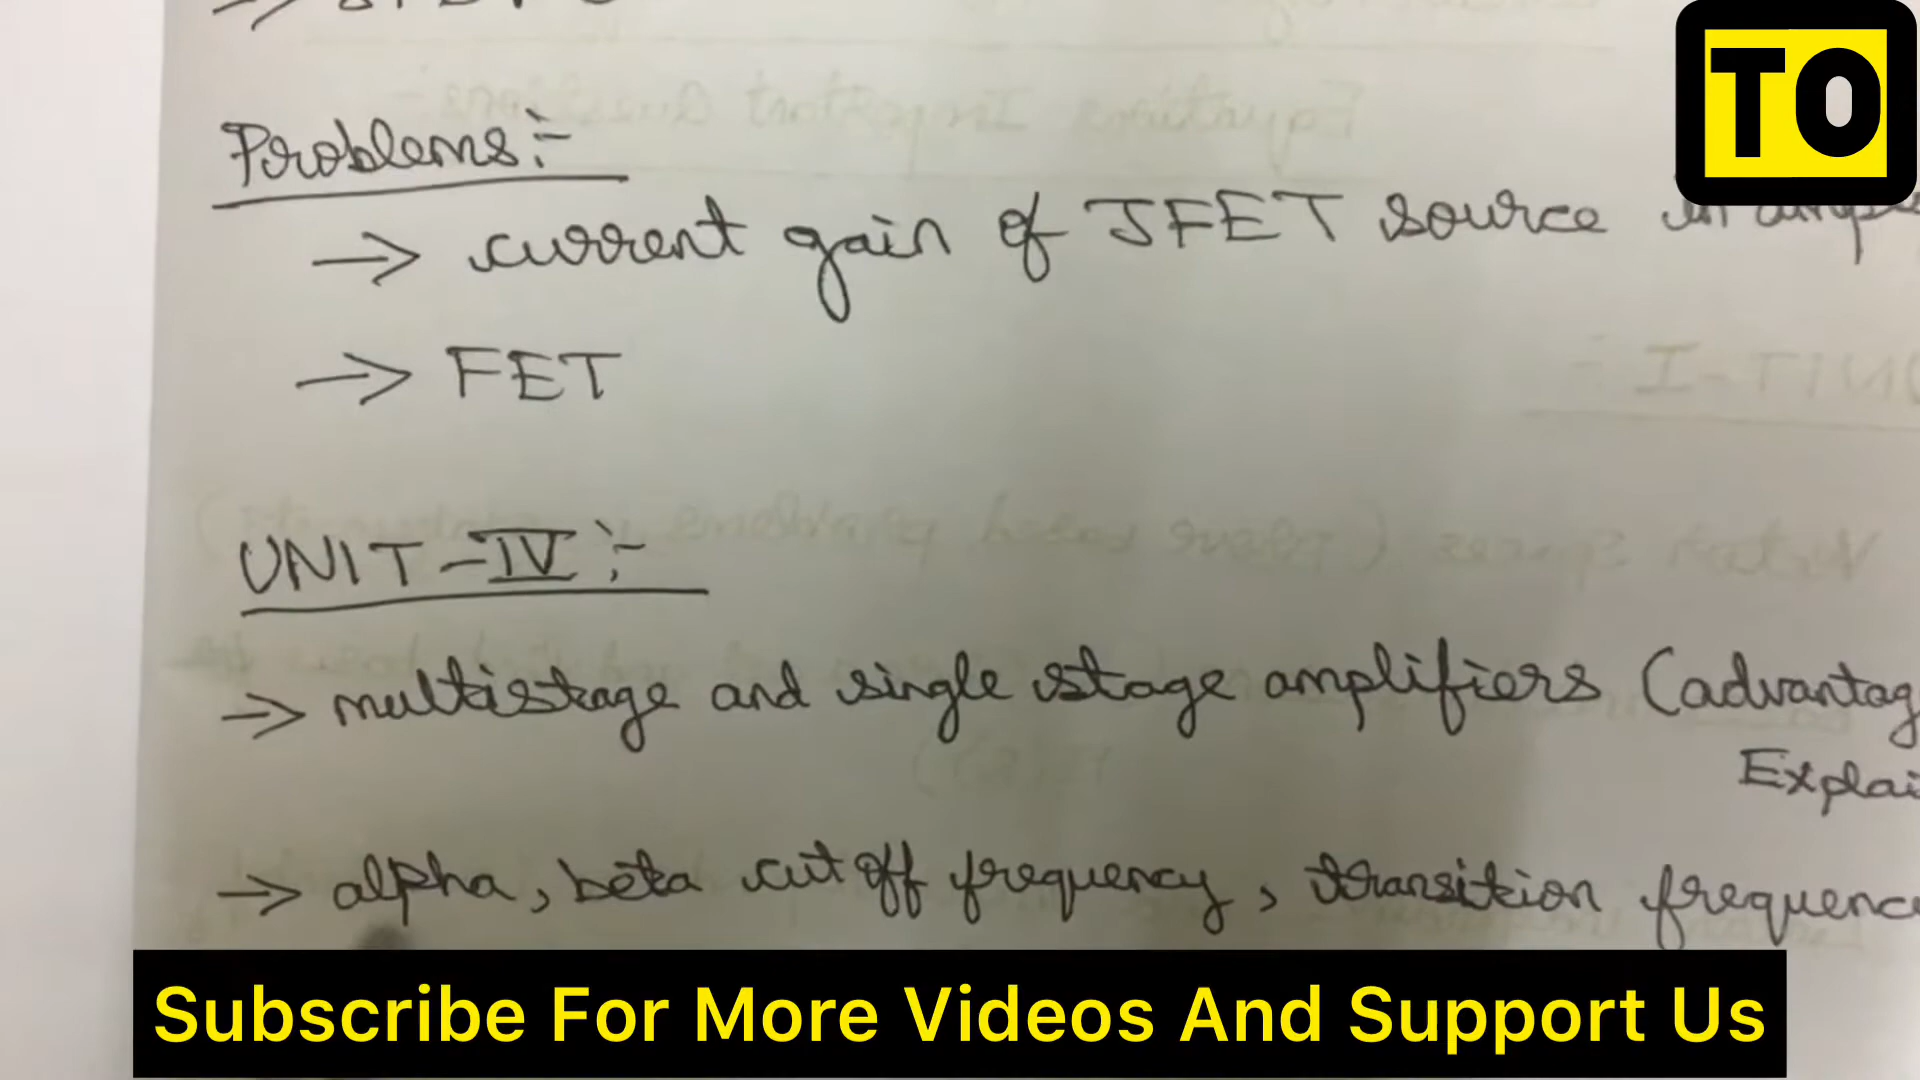 TO
Problems:-
→ current gain of JFET source in
→ FET
UNIT-IV:-
→ multistage and single stage amplifiers (advantag
Explai
→ alpha, beta cut off frequency, transition frequenc
Subscribe For More Videos And Support Us